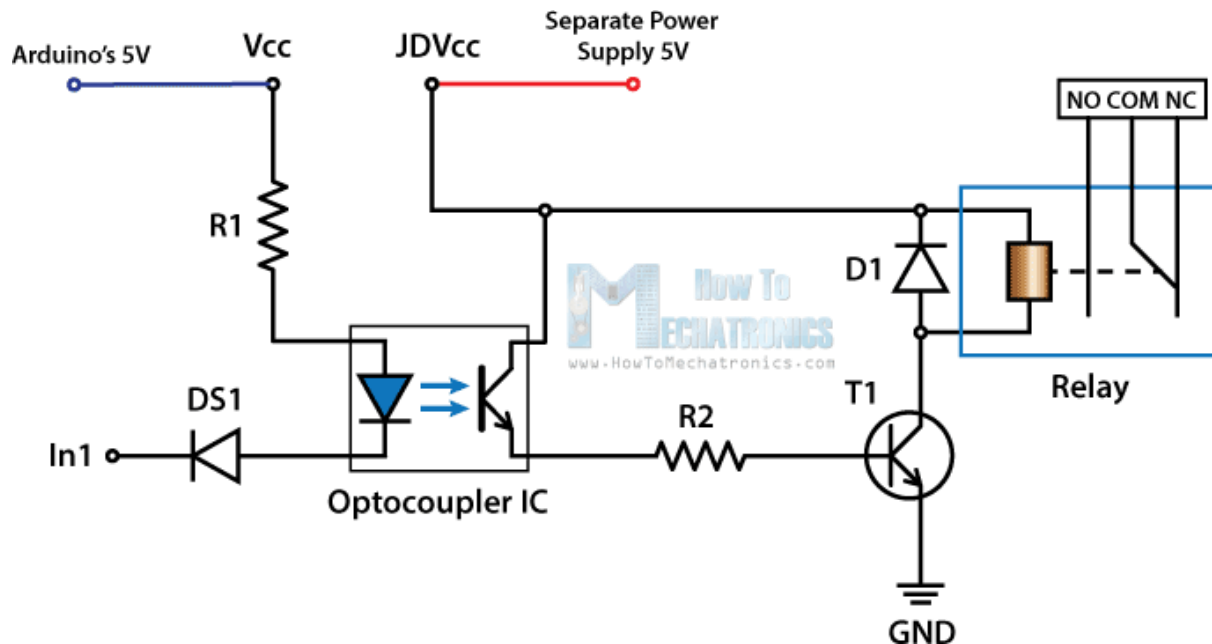 Arduino's 5V
Vcc
JDVcc
Separate Power
Supply 5V
NO COM NC
R1
D1
How To
MECHATRONICS
www.HowToMechatronics.com
Relay
DS1
T1
R2
In1
Optocoupler IC
GND